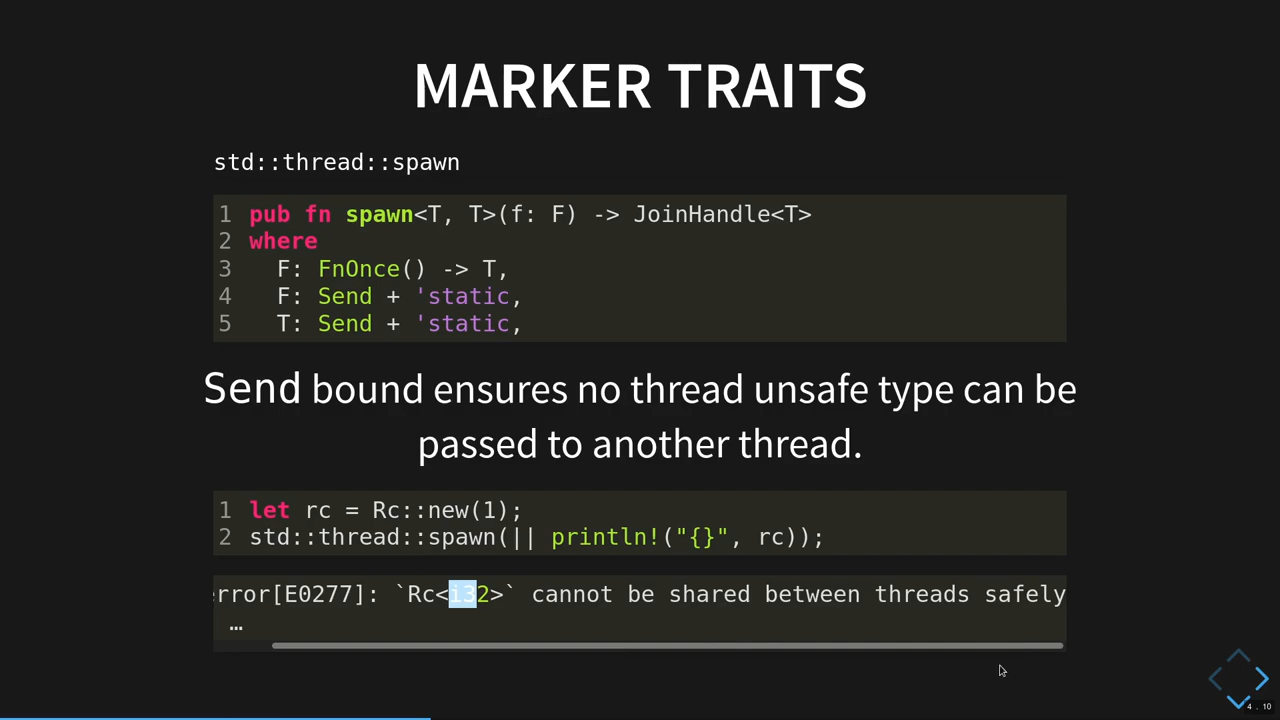 MARKER TRAITS
std::thread::spawn
1 pub fn spawn<T, T>(f: F) -> JoinHandle<T>
2 where
3   F: FnOnce() -> T,
4   F: Send + 'static,
5   T: Send + 'static,
Send bound ensures no thread unsafe type can be
passed to another thread.
1 let rc = Rc::new(1);
2 std::thread::spawn(|| println!("{}", rc));
rror[E0277]: `Rc<i32>` cannot be shared between threads safely
…
4 . 10